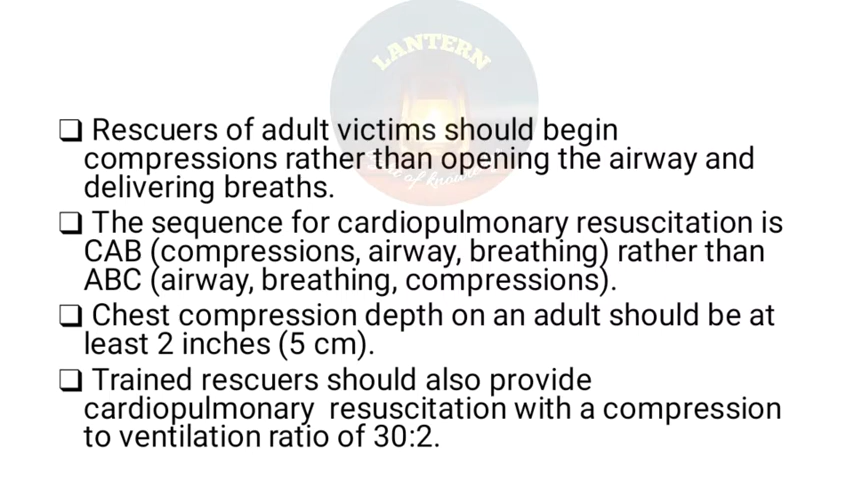 LANTERN
❑ Rescuers of adult victims should begin
compressions rather than opening the airway and
delivering breaths.
❑ The sequence for cardiopulmonary resuscitation is
CAB (compressions, airway, breathing) rather than
ABC (airway, breathing, compressions).
❑ Chest compression depth on an adult should be at
least 2 inches (5 cm).
❑ Trained rescuers should also provide
cardiopulmonary  resuscitation with a compression
to ventilation ratio of 30:2.